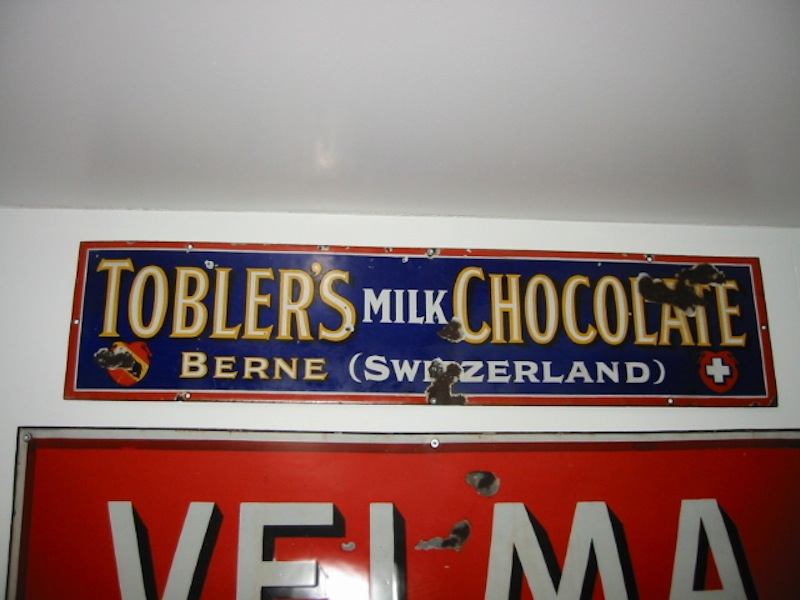 TOBLER'S MILK CHOCOLATE
BERNE (SWITZERLAND)
VELMA